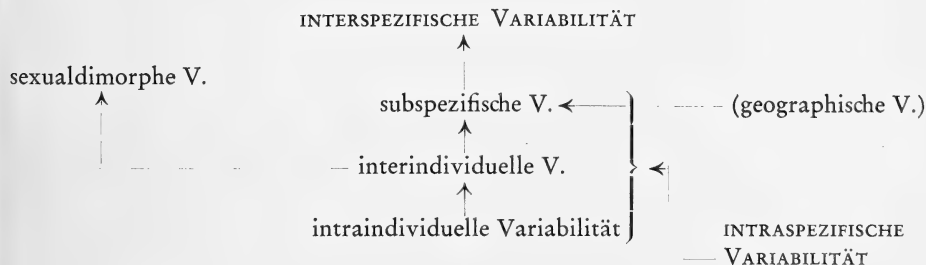 INTERSPEZIFISCHE VARIABILITÄT
sexualdimorphe V.
subspezifische V.
(geographische V.)
interindividuelle V.
intraindividuelle Variabilität
INTRASPEZIFISCHE
VARIABILITÄT